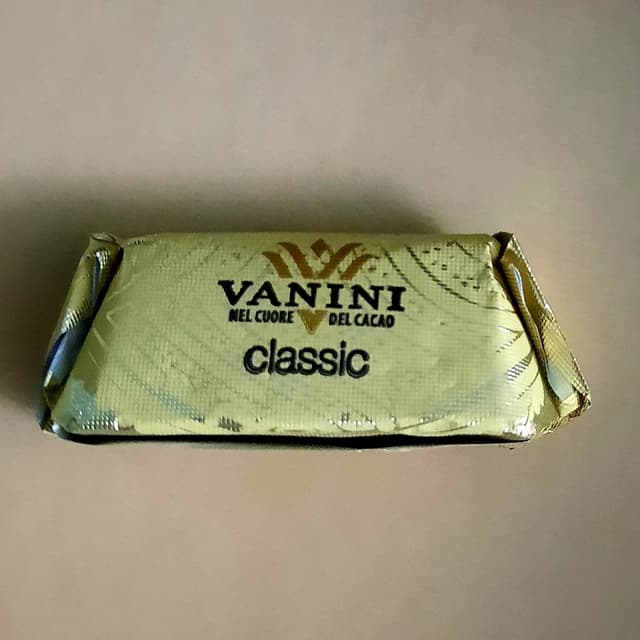 VANINI
NEL CUORE DEL CACAO
classic